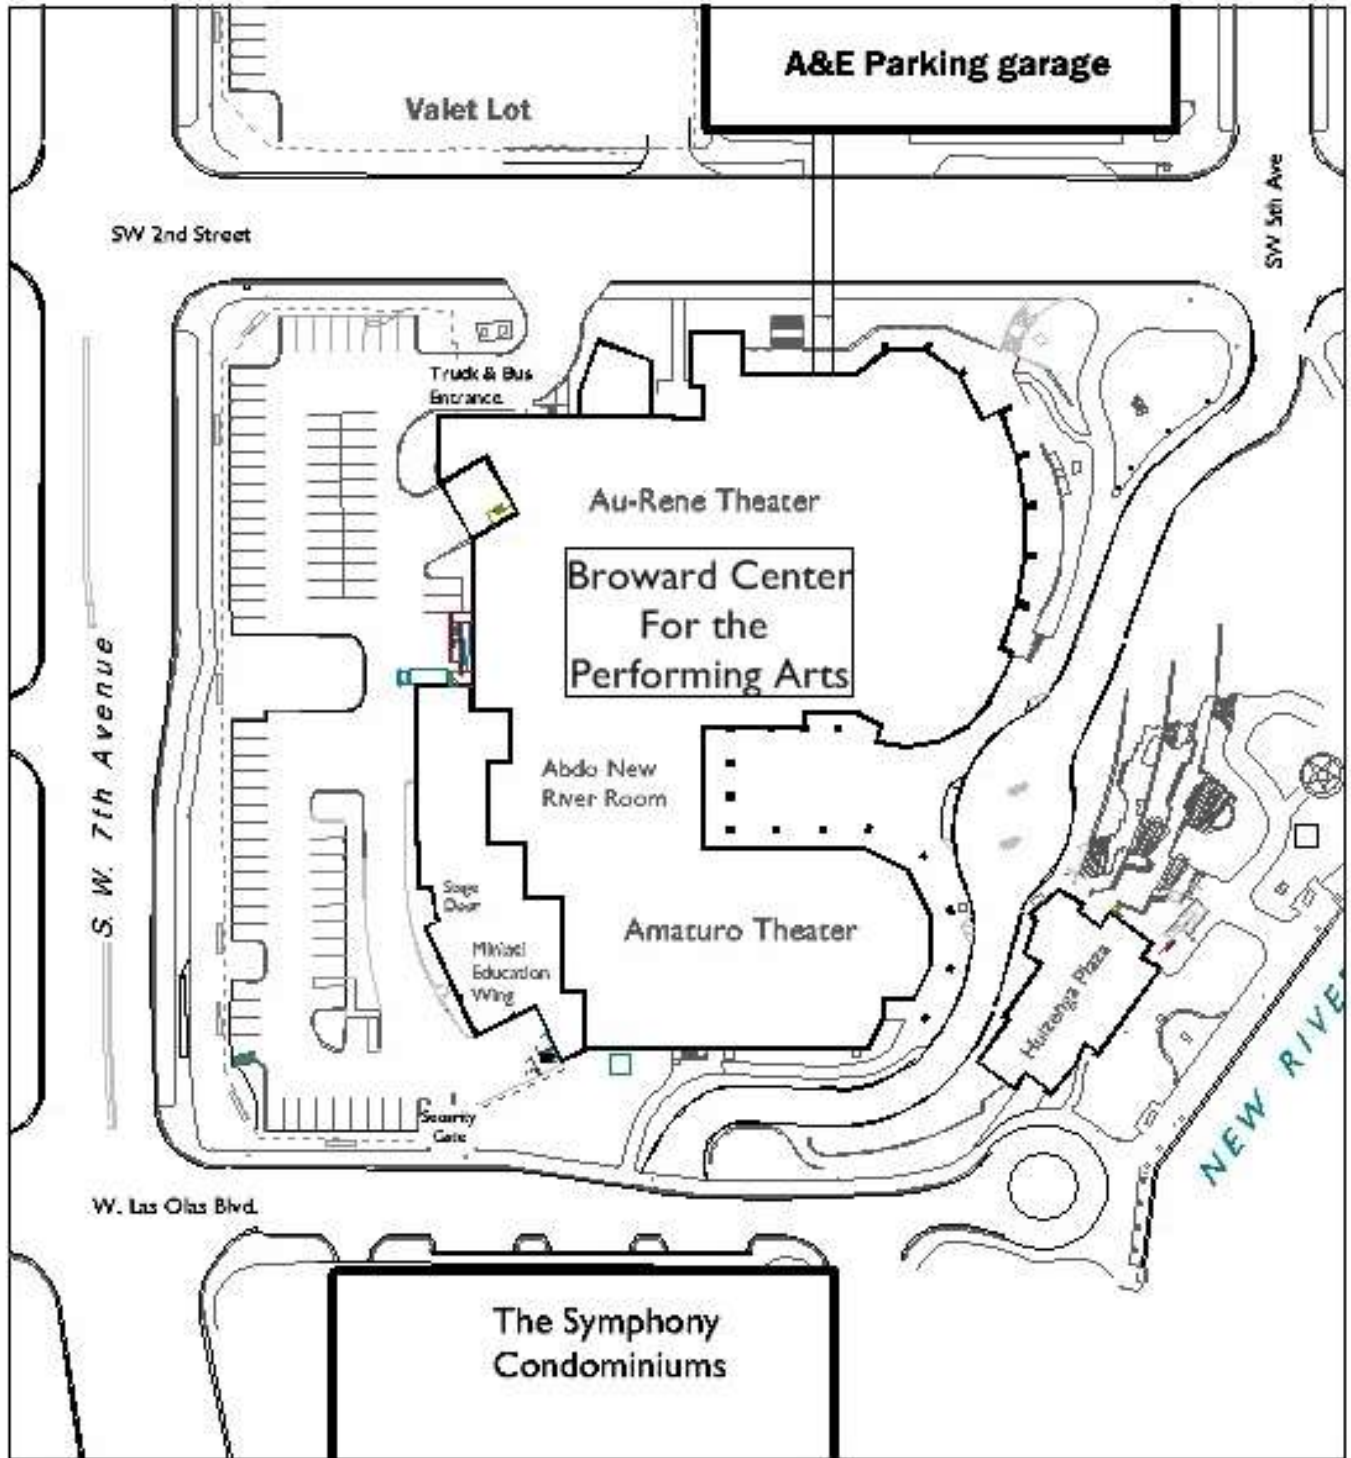 A&E Parking garage
Valet Lot
SW 5th Ave
SW 2nd Street
Truck & Bus
Entrance
Au-Rene Theater
Broward Center
For the
Performing Arts
S. W. 7th Avenue
Abdo New
River Room
Stage
Door
Amaturo Theater
Miniaci
Education
Wing
Huizenga Plaza
NEW RIVER
Security
Gate
W. Las Olas Blvd.
The Symphony
Condominiums